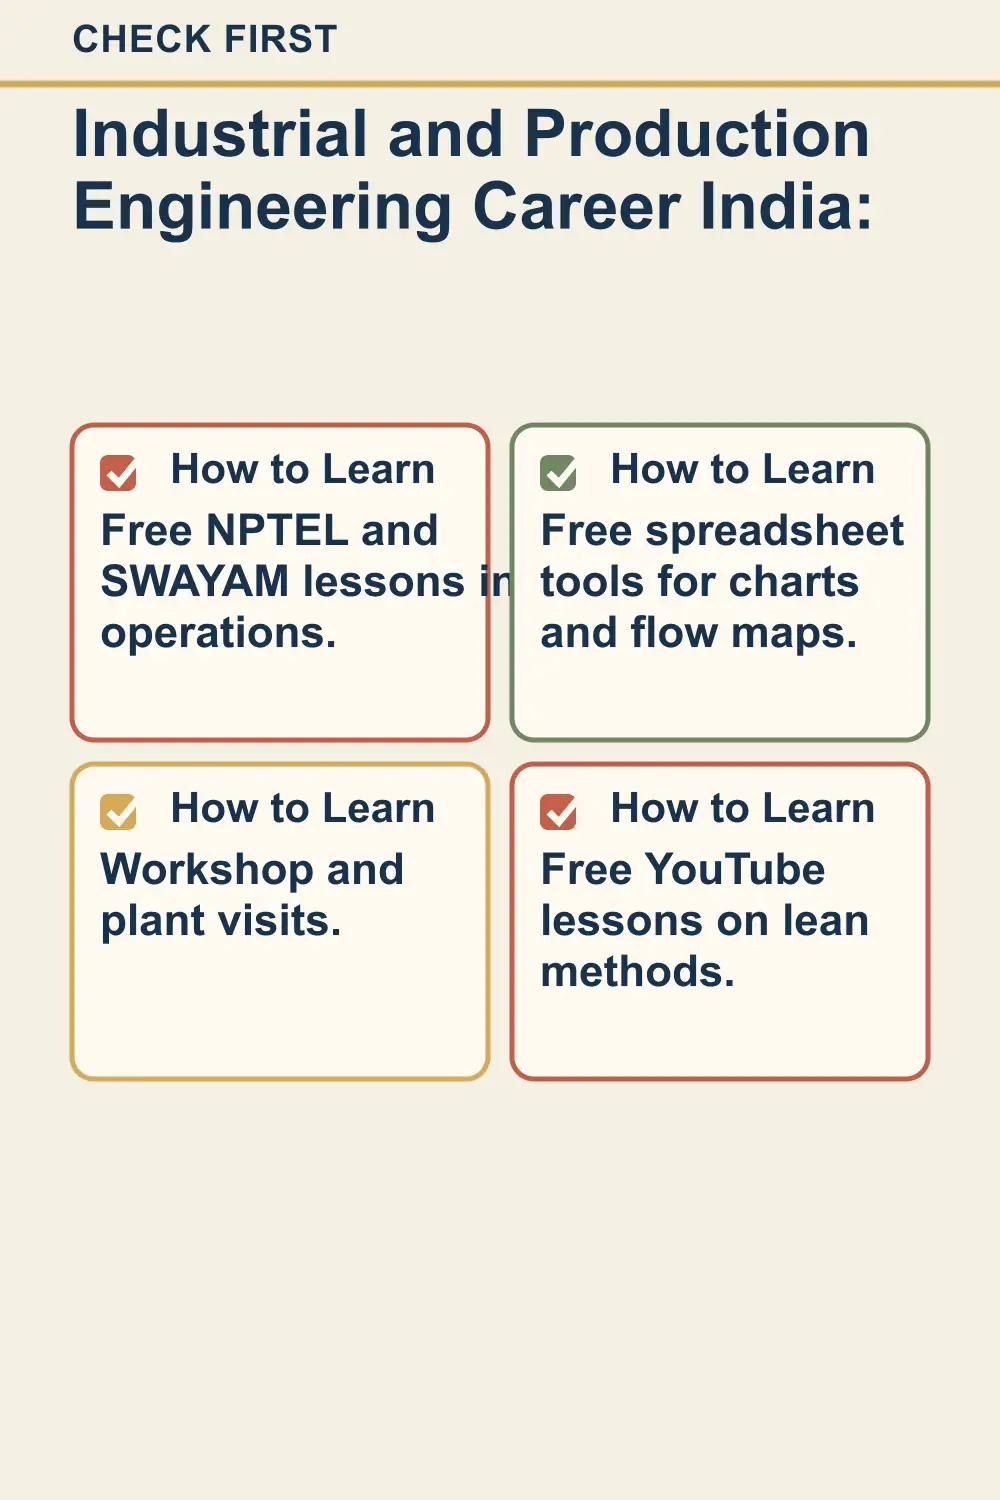 CHECK FIRST
Industrial and Production
Engineering Career India:
How to Learn
Free NPTEL and
SWAYAM lessons in
operations.
How to Learn
Free spreadsheet
tools for charts
and flow maps.
How to Learn
Workshop and
plant visits.
How to Learn
Free YouTube
lessons on lean
methods.